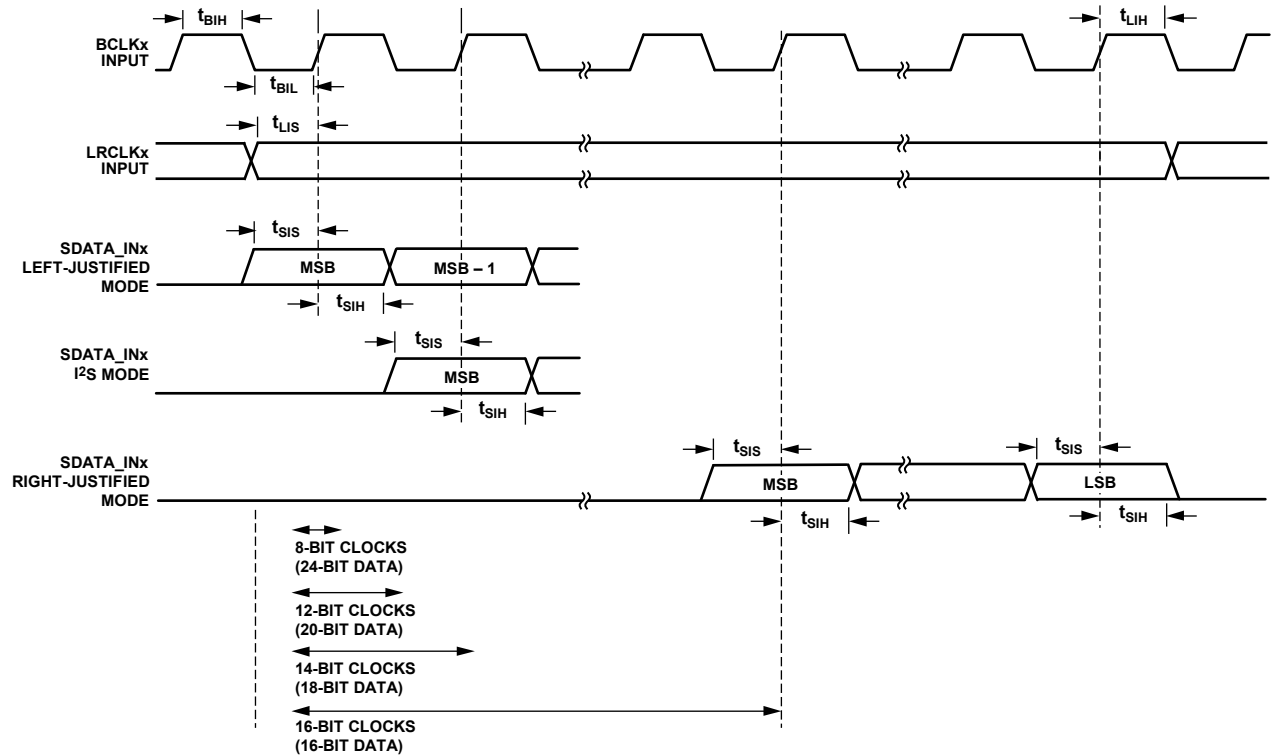 tBIH
tLIH
BCLKx
INPUT
tBIL
tLIS
LRCLKx
INPUT
tSIS
SDATA_INx
LEFT-JUSTIFIED
MODE
MSB
MSB – 1
tSIH
tSIS
SDATA_INx
I2S MODE
MSB
tSIH
tSIS
tSIS
SDATA_INx
RIGHT-JUSTIFIED
MODE
MSB
LSB
tSIH
tSIH
8-BIT CLOCKS
(24-BIT DATA)
12-BIT CLOCKS
(20-BIT DATA)
14-BIT CLOCKS
(18-BIT DATA)
16-BIT CLOCKS
(16-BIT DATA)